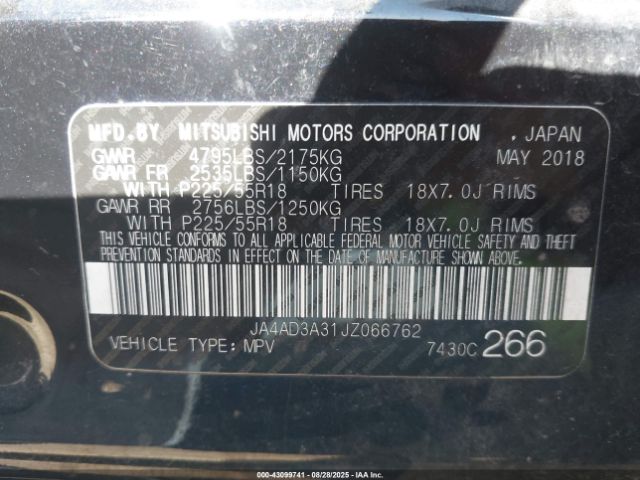 MFD.BY MITSUBISHI MOTORS CORPORATION , JAPAN
GWVR 4795LBS/2175KG MAY 2018
GAWR FR 2535LBS/1150KG
WITH P225/55R18 TIRES 18X7.0J RIMS
GAWR RR 2756LBS/1250KG
WITH P225/55R18 TIRES 18X7.0J RIMS
THIS VEHICLE CONFORMS TO ALL APPLICABLE FEDERAL MOTOR VEHICLE SAFETY AND THEFT
PREVENTION STANDARDS IN EFFECT ON THE DATE OF MANUFACTURE SHOWN ABOVE.
JA4AD3A31JZ066762
VEHICLE TYPE: MPV 7430C 266
000-43099741 - 08/28/2025 - IAA Inc.